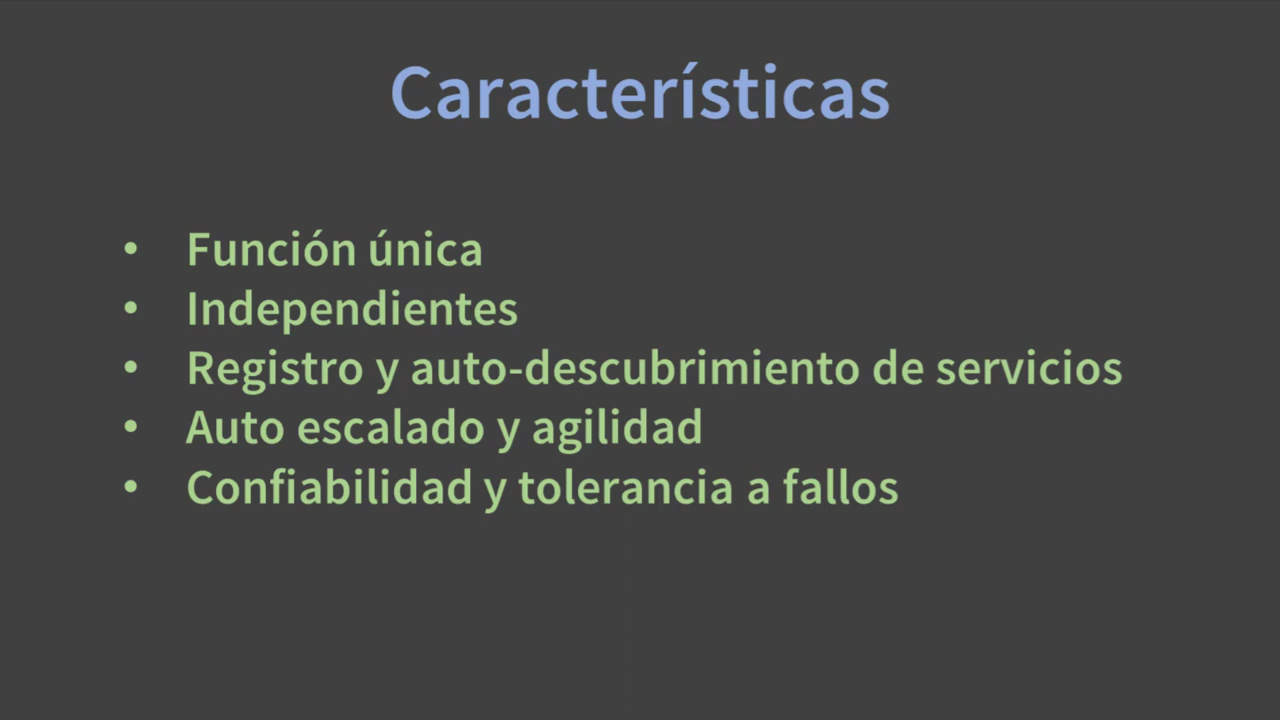 Características
• Función única
• Independientes
• Registro y auto-descubrimiento de servicios
• Auto escalado y agilidad
• Confiabilidad y tolerancia a fallos